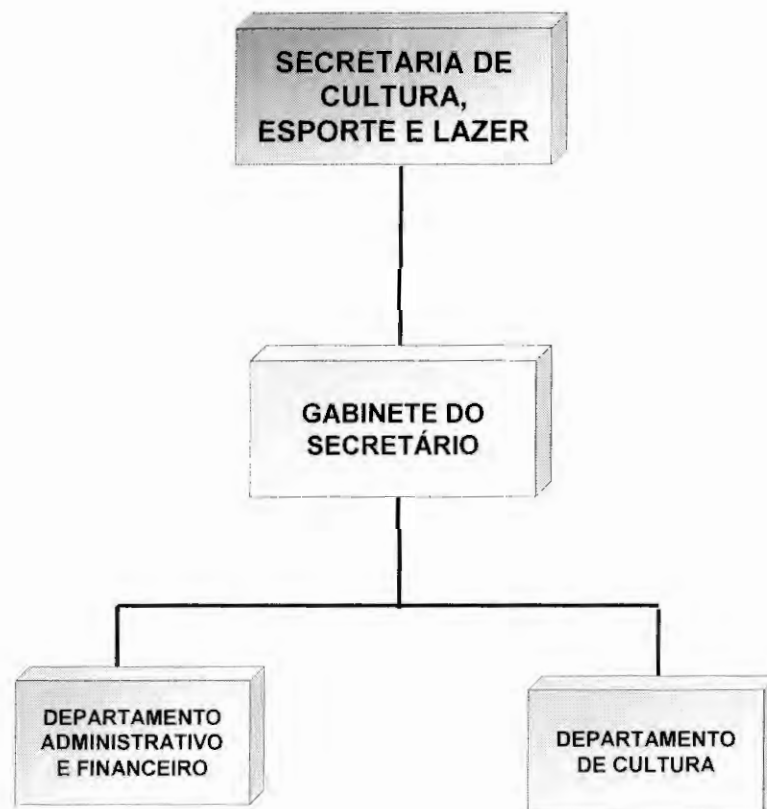 SECRETARIA DE
CULTURA,
ESPORTE E LAZER
GABINETE DO
SECRETÁRIO
DEPARTAMENTO
ADMINISTRATIVO
E FINANCEIRO
DEPARTAMENTO
DE CULTURA